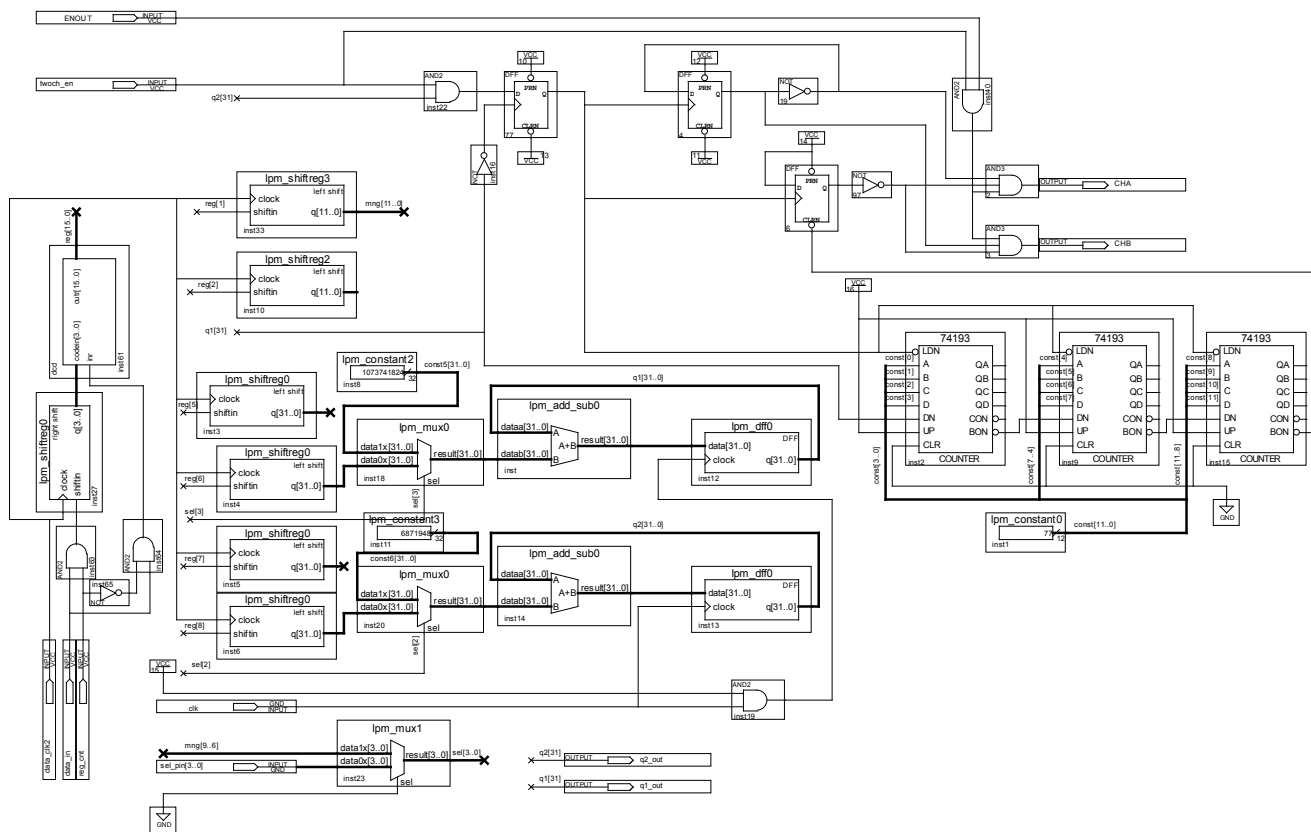 ENOUT
INPUT
VCC
twoch_en
INPUT
VCC
q2[31]
AND2
inst22
VCC
10
DFF
PRN
D
Q
CLRN
77
VCC
13
NOT
inst16
VCC
12
DFF
PRN
D
Q
CLRN
4
VCC
11
NOT
19
VCC
14
DFF
PRN
D
Q
CLRN
6
NOT
97
AND2
inst40
AND3
2
OUTPUT
CHA
AND3
3
OUTPUT
CHB
lpm_shiftreg3
left shift
clock
shiftin
q[11..0]
inst33
reg[1]
mng[11..0]
lpm_shiftreg2
left shift
clock
shiftin
q[11..0]
inst10
reg[2]
q1[31]
reg[15..0]
outr[15..0]
codein[3..0]
inr
dcd
inst61
lpm_shiftreg0
right shift
q[3..0]
clock
shiftin
inst27
AND2
inst63
AND2
inst64
inst65
NOT
data_clk2
INPUT
VCC
data_in
INPUT
VCC
reg_cnt
INPUT
VCC
lpm_constant2
1073741824
32
inst8
const5[31..0]
lpm_shiftreg0
left shift
clock
shiftin
q[31..0]
inst3
reg[5]
lpm_shiftreg0
left shift
clock
shiftin
q[31..0]
inst4
reg[6]
sel[3]
lpm_mux0
data1x[31..0]
data0x[31..0]
result[31..0]
sel
inst18
sel[3]
q1[31..0]
lpm_add_sub0
dataa[31..0]
A
A+B
result[31..0]
datab[31..0]
B
inst
lpm_dff0
DFF
data[31..0]
clock
q[31..0]
inst12
lpm_constant3
6871948
32
inst11
const6[31..0]
lpm_shiftreg0
left shift
clock
shiftin
q[31..0]
inst5
reg[7]
lpm_shiftreg0
left shift
clock
shiftin
q[31..0]
inst6
reg[8]
sel[2]
lpm_mux0
data1x[31..0]
data0x[31..0]
result[31..0]
sel
inst20
sel[2]
q2[31..0]
lpm_add_sub0
dataa[31..0]
A
A+B
result[31..0]
datab[31..0]
B
inst14
lpm_dff0
DFF
data[31..0]
clock
q[31..0]
inst13
VCC
15
clk
GND
INPUT
AND2
inst19
mng[9..6]
sel_pin[3..0]
INPUT
GND
lpm_mux1
data1x[3..0]
data0x[3..0]
result[3..0]
sel
inst23
sel[3..0]
GND
q2[31]
OUTPUT
q2_out
q1[31]
OUTPUT
q1_out
VCC
16
74193
LDN
A
B
C
D
DN
UP
CLR
QA
QB
QC
QD
CON
BON
inst2
COUNTER
const[0]
const[1]
const[2]
const[3]
const[3..0]
74193
LDN
A
B
C
D
DN
UP
CLR
QA
QB
QC
QD
CON
BON
inst9
COUNTER
const[4]
const[5]
const[6]
const[7]
const[7..4]
74193
LDN
A
B
C
D
DN
UP
CLR
QA
QB
QC
QD
CON
BON
inst15
COUNTER
const[8]
const[9]
const[10]
const[11]
const[11..8]
lpm_constant0
77
12
inst1
const[11..0]
GND